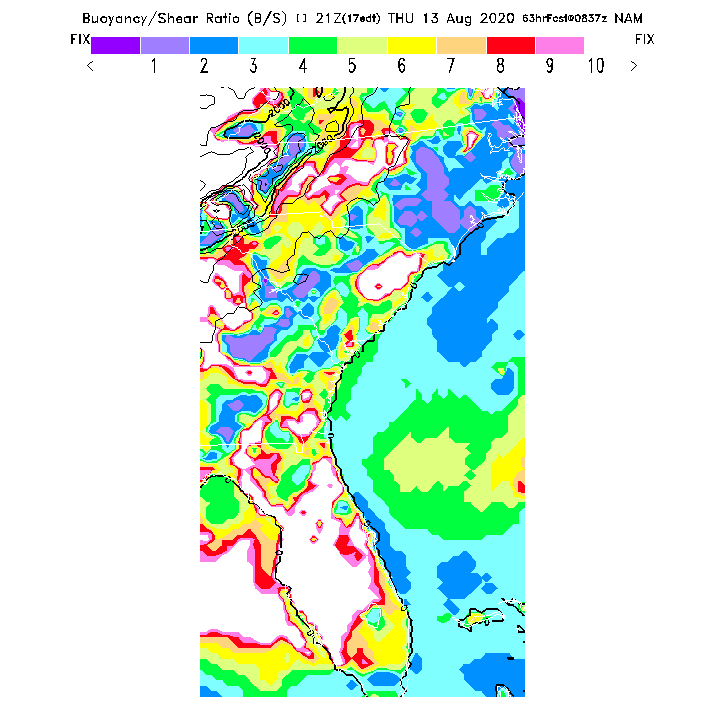 Buoyancy/Shear Ratio (B/S) [] 21Z(17edt) THU 13 Aug 2020 63hrFcst@0837z NAM
FIX FIX
< 1 2 3 4 5 6 7 8 9 10 >